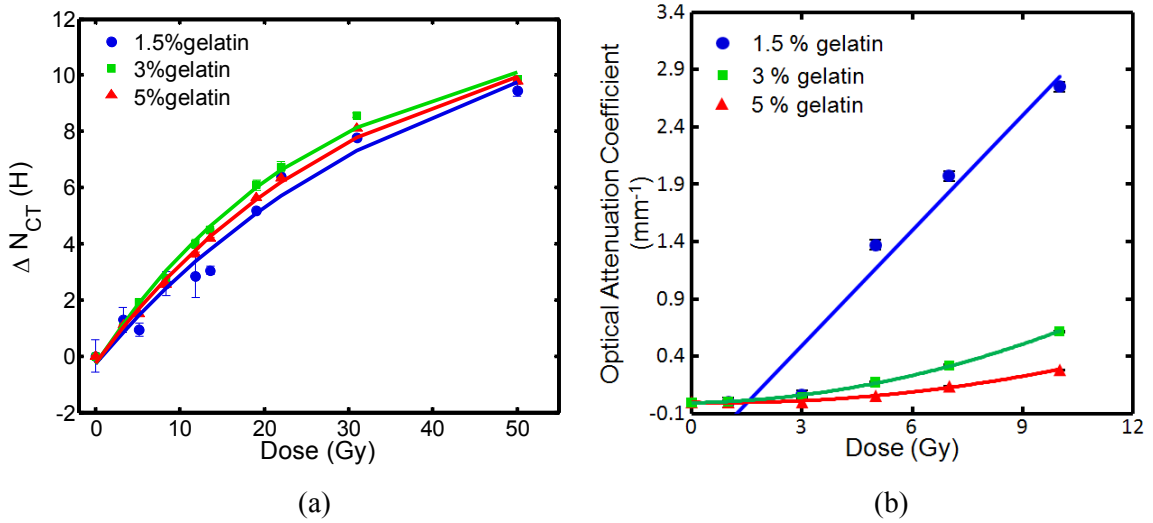 12
10
8
6
4
2
0
-2
Δ N_CT (H)
1.5%gelatin
3%gelatin
5%gelatin
0 10 20 30 40 50
Dose (Gy)
(a)
2.9
2.4
1.9
1.4
0.9
0.4
-0.1
Optical Attenuation Coefficient
(mm⁻¹)
1.5 % gelatin
3 % gelatin
5 % gelatin
0 3 6 9 12
Dose (Gy)
(b)